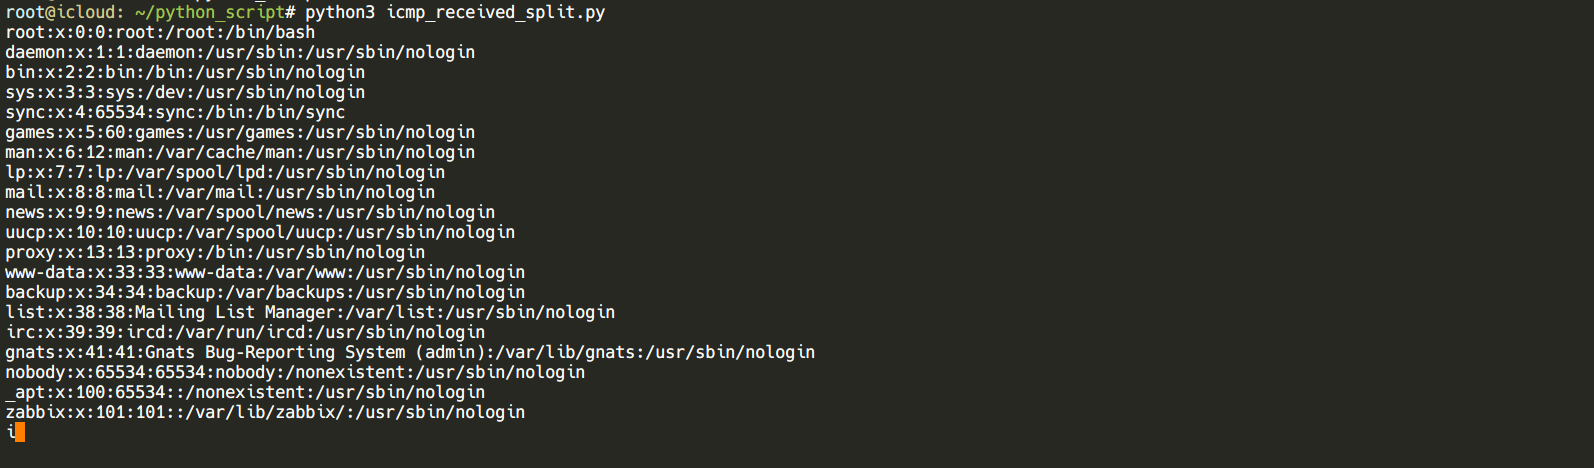 root@icloud: ~/python_script# python3 icmp_received_split.py
root:x:0:0:root:/root:/bin/bash
daemon:x:1:1:daemon:/usr/sbin:/usr/sbin/nologin
bin:x:2:2:bin:/bin:/usr/sbin/nologin
sys:x:3:3:sys:/dev:/usr/sbin/nologin
sync:x:4:65534:sync:/bin:/bin/sync
games:x:5:60:games:/usr/games:/usr/sbin/nologin
man:x:6:12:man:/var/cache/man:/usr/sbin/nologin
lp:x:7:7:lp:/var/spool/lpd:/usr/sbin/nologin
mail:x:8:8:mail:/var/mail:/usr/sbin/nologin
news:x:9:9:news:/var/spool/news:/usr/sbin/nologin
uucp:x:10:10:uucp:/var/spool/uucp:/usr/sbin/nologin
proxy:x:13:13:proxy:/bin:/usr/sbin/nologin
www-data:x:33:33:www-data:/var/www:/usr/sbin/nologin
backup:x:34:34:backup:/var/backups:/usr/sbin/nologin
list:x:38:38:Mailing List Manager:/var/list:/usr/sbin/nologin
irc:x:39:39:ircd:/var/run/ircd:/usr/sbin/nologin
gnats:x:41:41:Gnats Bug-Reporting System (admin):/var/lib/gnats:/usr/sbin/nologin
nobody:x:65534:65534:nobody:/nonexistent:/usr/sbin/nologin
_apt:x:100:65534::/nonexistent:/usr/sbin/nologin
zabbix:x:101:101::/var/lib/zabbix/:/usr/sbin/nologin
i